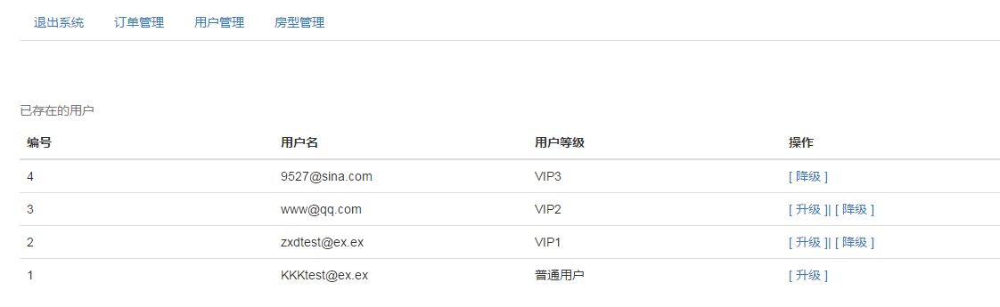 退出系统 订单管理 用户管理 房型管理
已存在的用户
编号 用户名 用户等级 操作
4 9527@sina.com VIP3 [ 降级 ]
3 www@qq.com VIP2 [ 升级 ]| [ 降级 ]
2 zxdtest@ex.ex VIP1 [ 升级 ]| [ 降级 ]
1 KKKtest@ex.ex 普通用户 [ 升级 ]